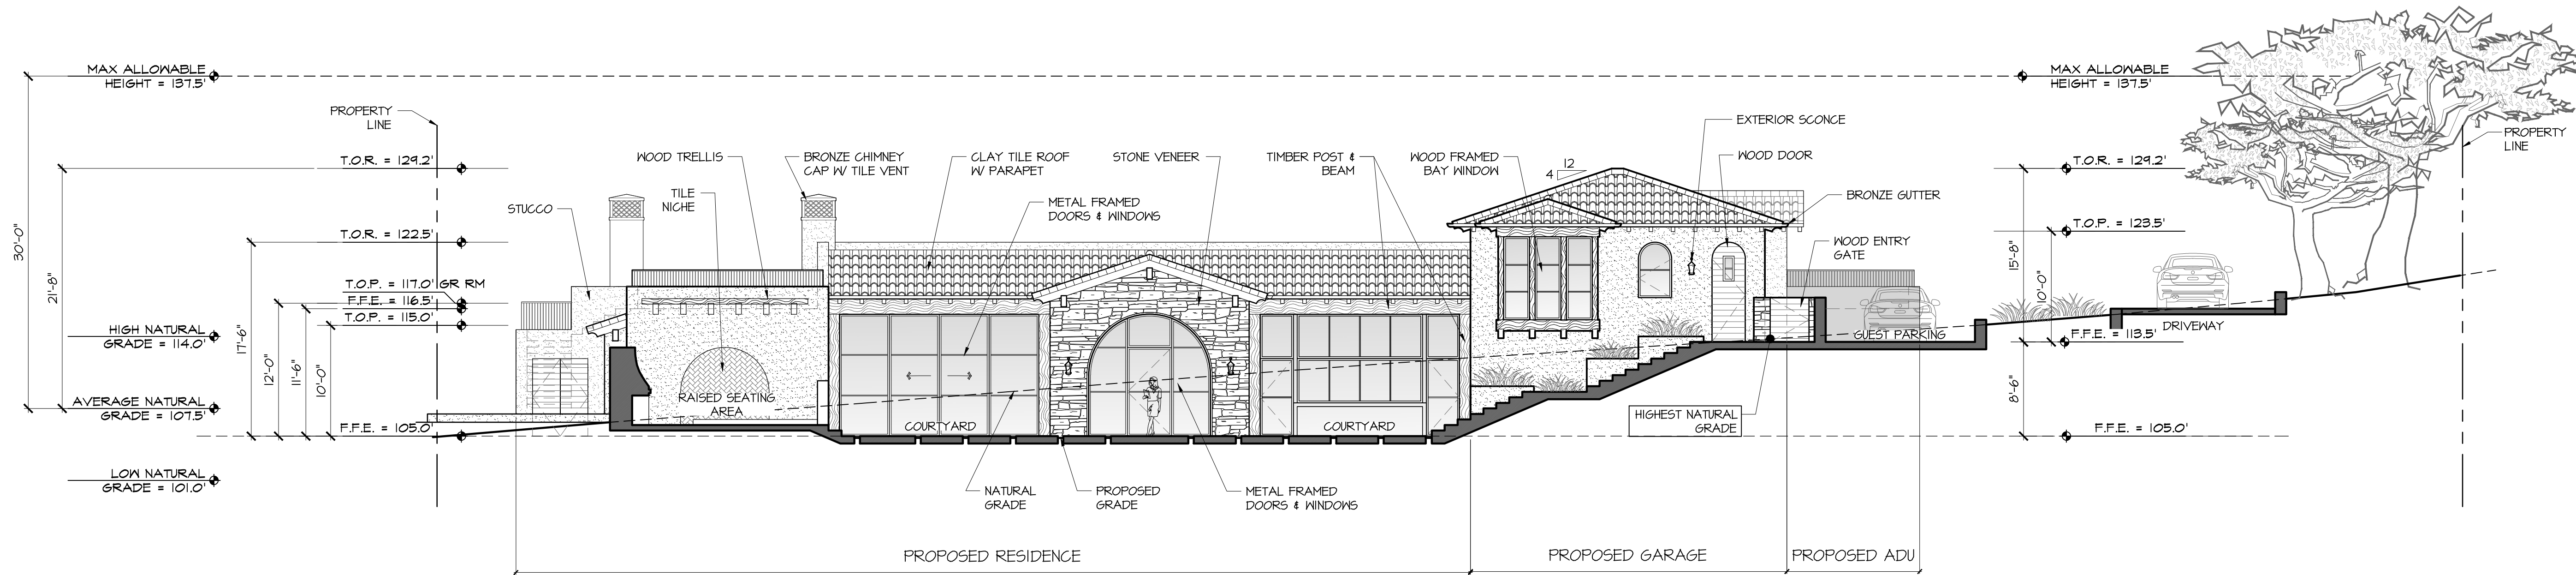 MAX ALLOWABLE
HEIGHT = 137.5'
MAX ALLOWABLE
HEIGHT = 137.5'
PROPERTY
LINE
EXTERIOR SCONCE
PROPERTY
LINE
T.O.R. = 129.2'
WOOD TRELLIS
BRONZE CHIMNEY
CAP W/ TILE VENT
CLAY TILE ROOF
W/ PARAPET
STONE VENEER
TIMBER POST &
BEAM
WOOD FRAMED
BAY WINDOW
12
4
WOOD DOOR
T.O.R. = 129.2'
TILE
NICHE
STUCCO
METAL FRAMED
DOORS & WINDOWS
BRONZE GUTTER
T.O.P. = 123.5'
30'-0"
21'-8"
T.O.R. = 122.5'
WOOD ENTRY
GATE
15'-8"
10'-0"
T.O.P. = 117.0' GR RM
F.F.E. = 116.5'
T.O.P. = 115.0'
HIGH NATURAL
GRADE = 114.0'
17'-6"
12'-0"
11'-6"
10'-0"
GUEST PARKING
DRIVEWAY
F.F.E. = 113.5'
AVERAGE NATURAL
GRADE = 107.5'
RAISED SEATING
AREA
8'-6"
F.F.E. = 105.0'
COURTYARD
COURTYARD
HIGHEST NATURAL
GRADE
F.F.E. = 105.0'
LOW NATURAL
GRADE = 101.0'
NATURAL
GRADE
PROPOSED
GRADE
METAL FRAMED
DOORS & WINDOWS
PROPOSED RESIDENCE
PROPOSED GARAGE
PROPOSED ADU